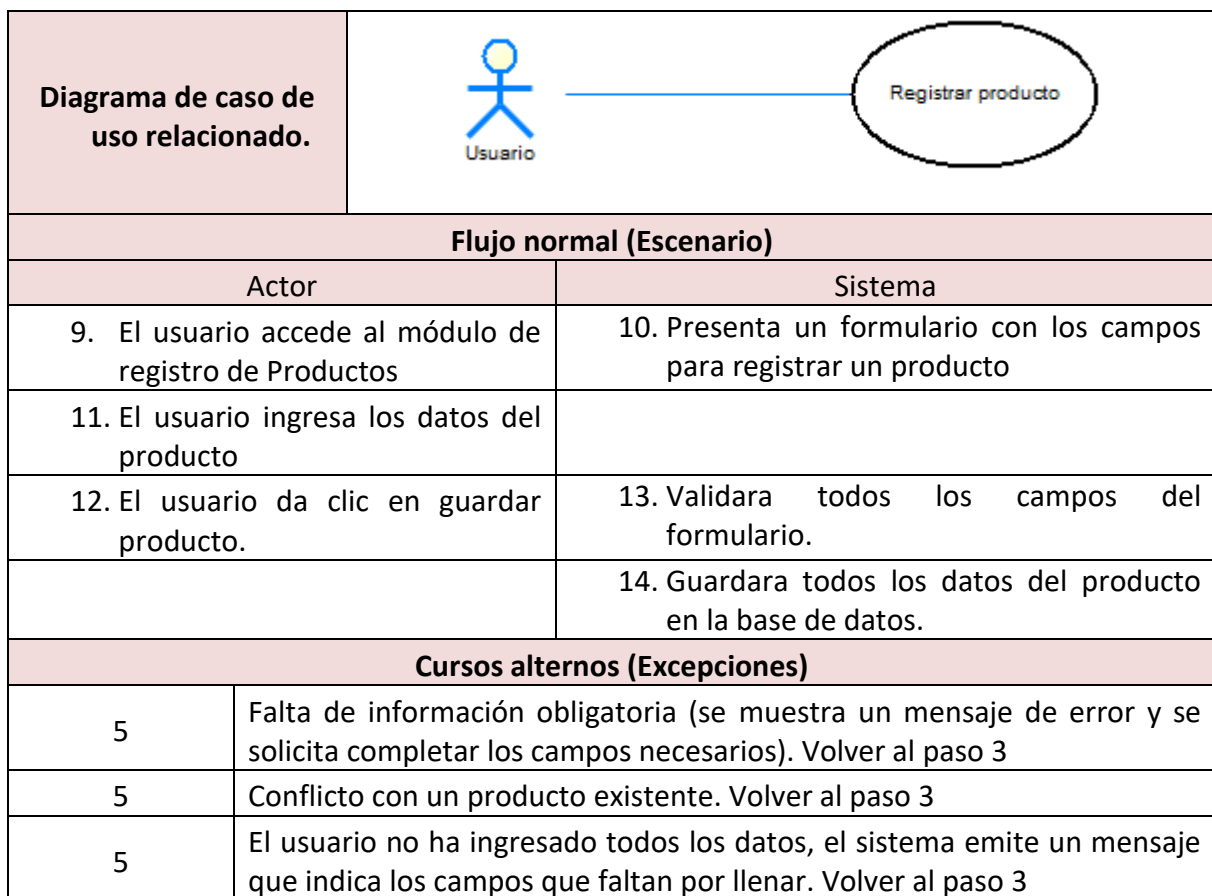 Diagrama de caso de
uso relacionado.
Usuario
Registrar producto
Flujo normal (Escenario)
Actor
Sistema
9. El usuario accede al módulo de
registro de Productos
10. Presenta un formulario con los campos
para registrar un producto
11. El usuario ingresa los datos del
producto
12. El usuario da clic en guardar
producto.
13. Validara todos los campos del
formulario.
14. Guardara todos los datos del producto
en la base de datos.
Cursos alternos (Excepciones)
5
Falta de información obligatoria (se muestra un mensaje de error y se
solicita completar los campos necesarios). Volver al paso 3
5
Conflicto con un producto existente. Volver al paso 3
5
El usuario no ha ingresado todos los datos, el sistema emite un mensaje
que indica los campos que faltan por llenar. Volver al paso 3